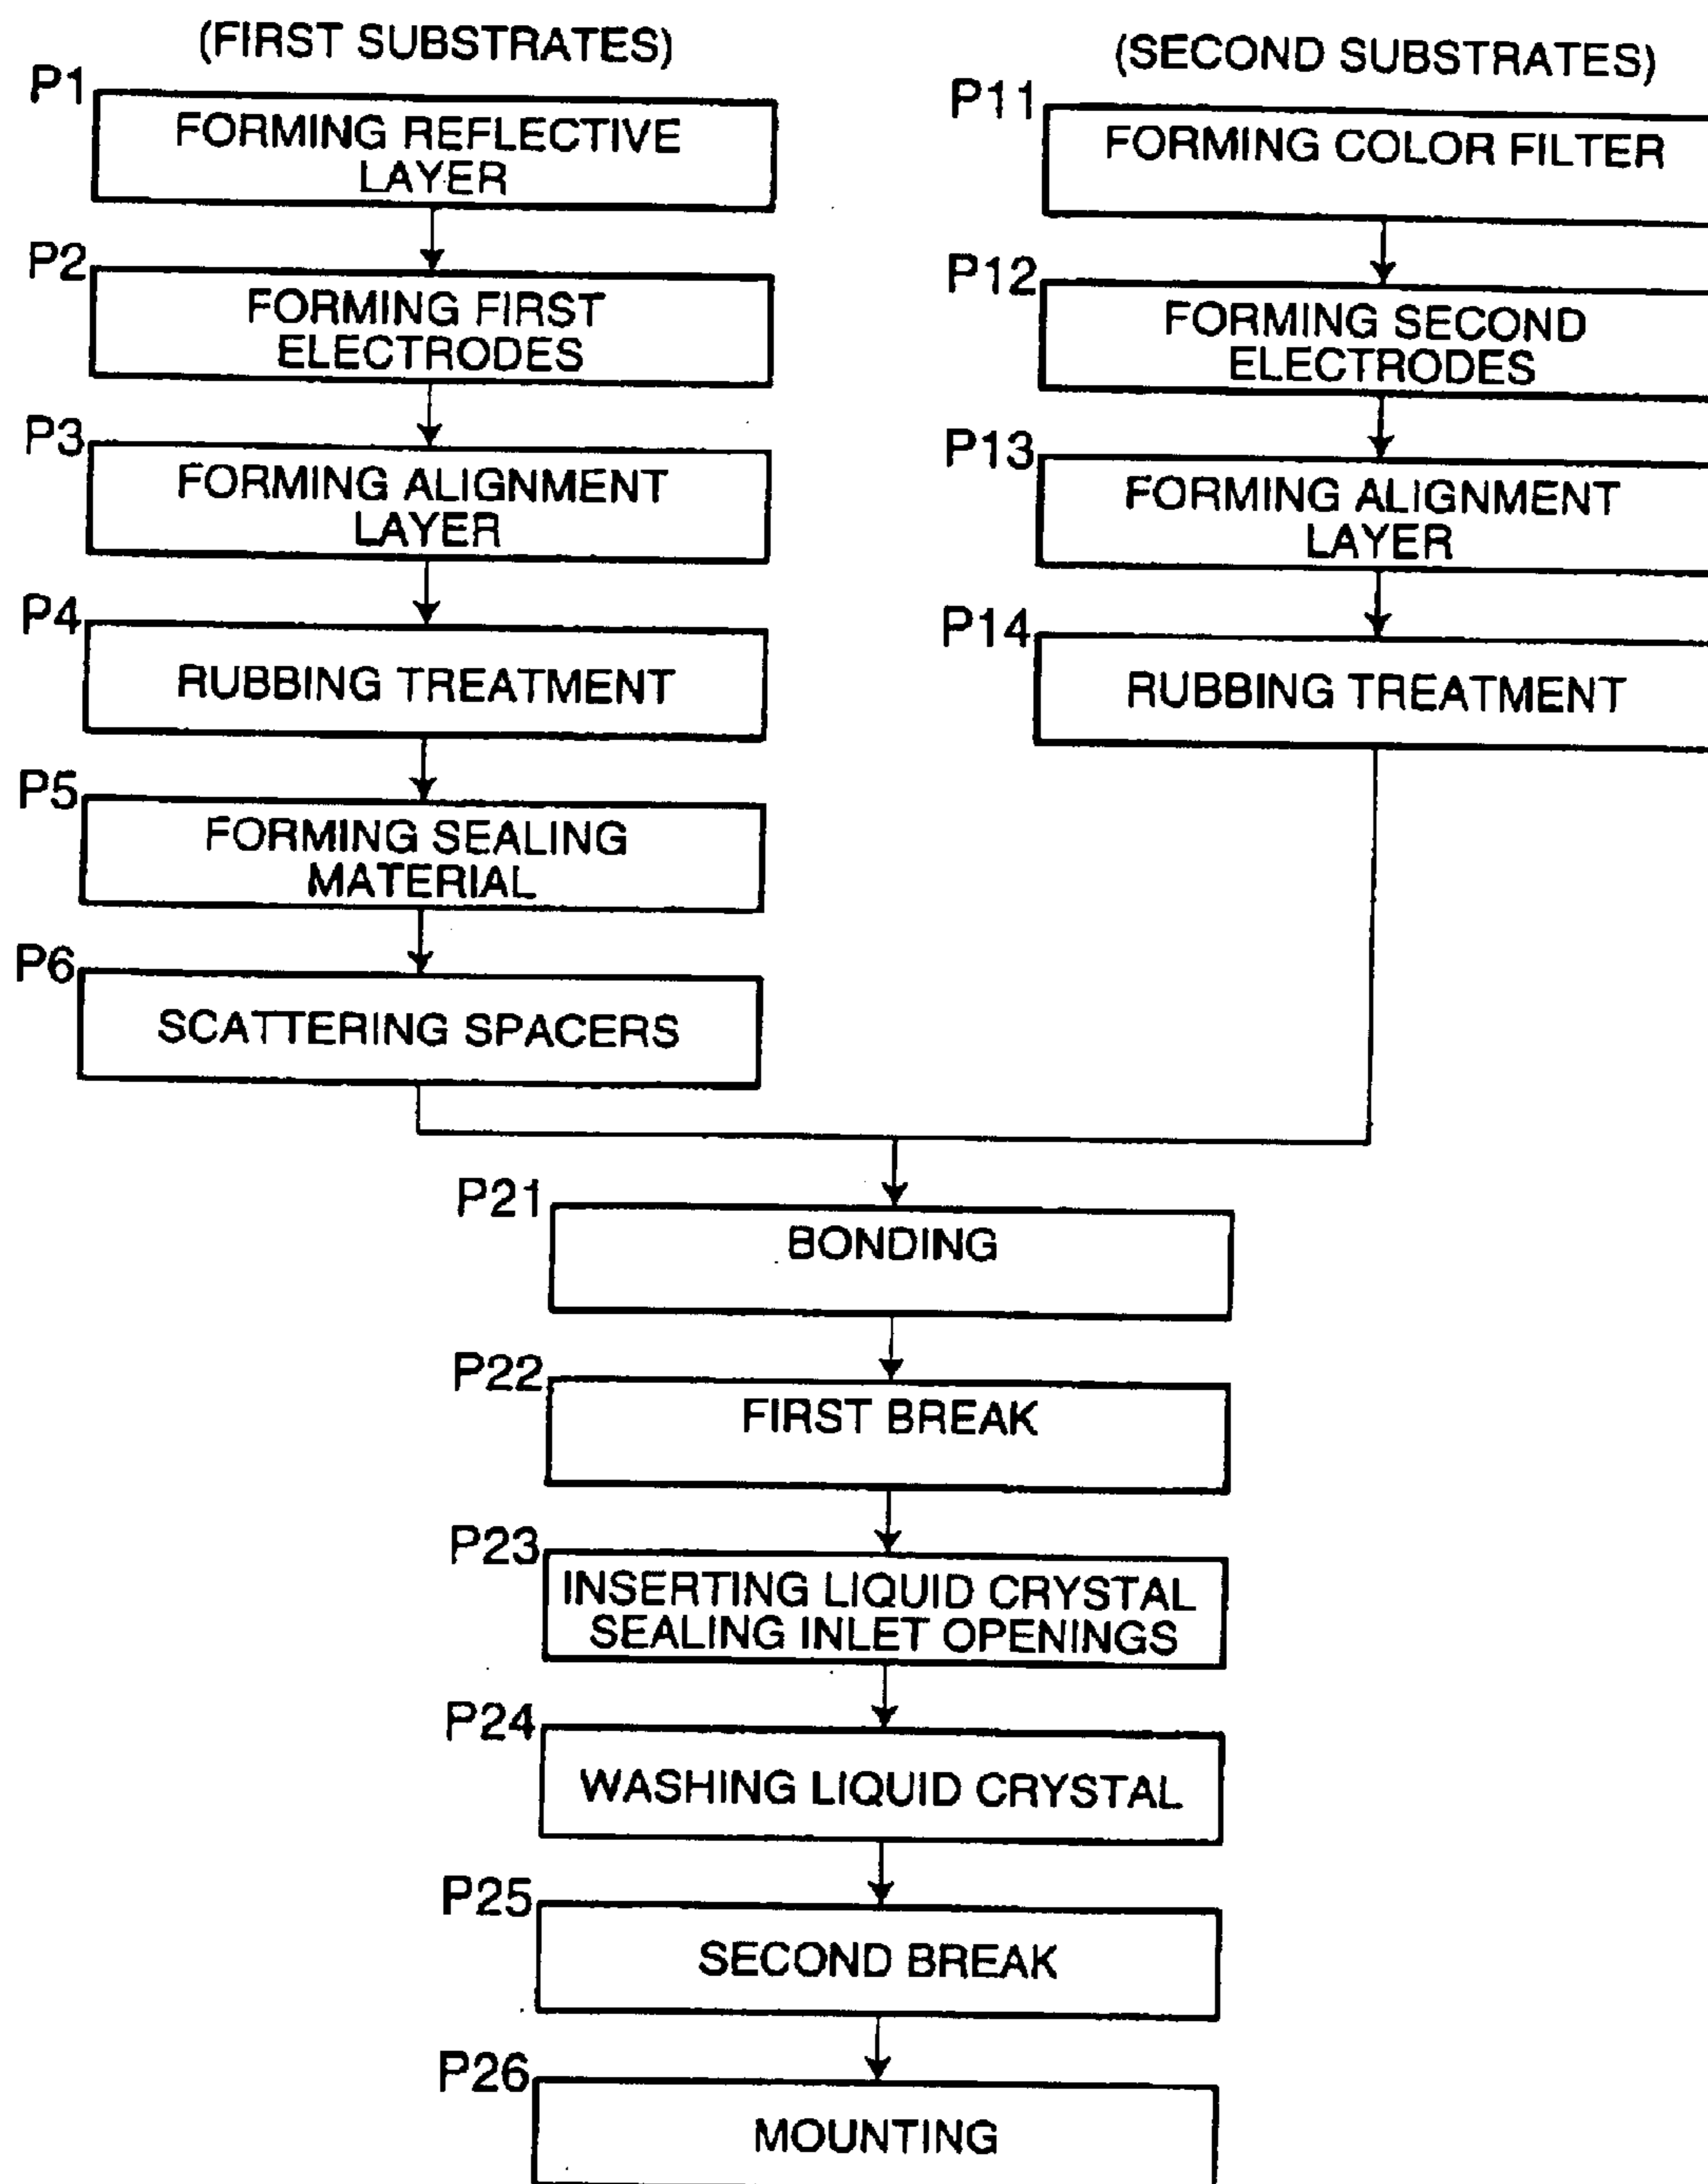 (FIRST SUBSTRATES)
P1
FORMING REFLECTIVE
LAYER
P2
FORMING FIRST
ELECTRODES
P3
FORMING ALIGNMENT
LAYER
P4
RUBBING TREATMENT
P5
FORMING SEALING
MATERIAL
P6
SCATTERING SPACERS
(SECOND SUBSTRATES)
P11
FORMING COLOR FILTER
P12
FORMING SECOND
ELECTRODES
P13
FORMING ALIGNMENT
LAYER
P14
RUBBING TREATMENT
P21
BONDING
P22
FIRST BREAK
P23
INSERTING LIQUID CRYSTAL
SEALING INLET OPENINGS
P24
WASHING LIQUID CRYSTAL
P25
SECOND BREAK
P26
MOUNTING